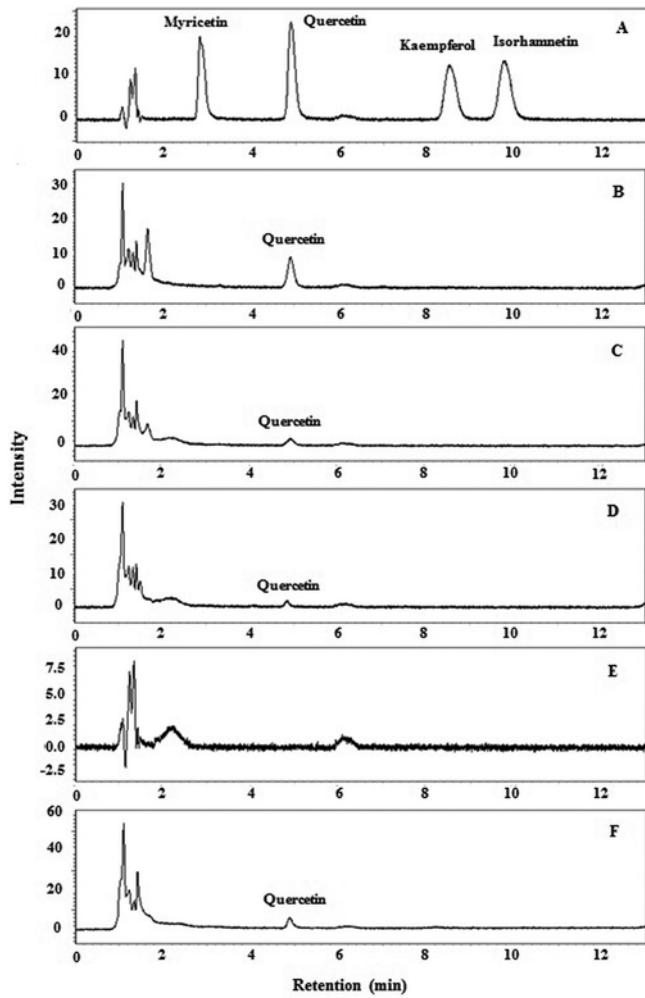 Myricetin Quercetin Kaempferol Isorhamnetin A
20
10
0
0 2 4 6 8 10 12
B
30
20
10
0
Quercetin
0 2 4 6 8 10 12
C
40
20
0
Quercetin
0 2 4 6 8 10 12
Intensity
D
30
20
10
0
Quercetin
0 2 4 6 8 10 12
E
7.5
5.0
2.5
0.0
-2.5
0 2 4 6 8 10 12
F
60
40
20
0
Quercetin
0 2 4 6 8 10 12
Retention (min)